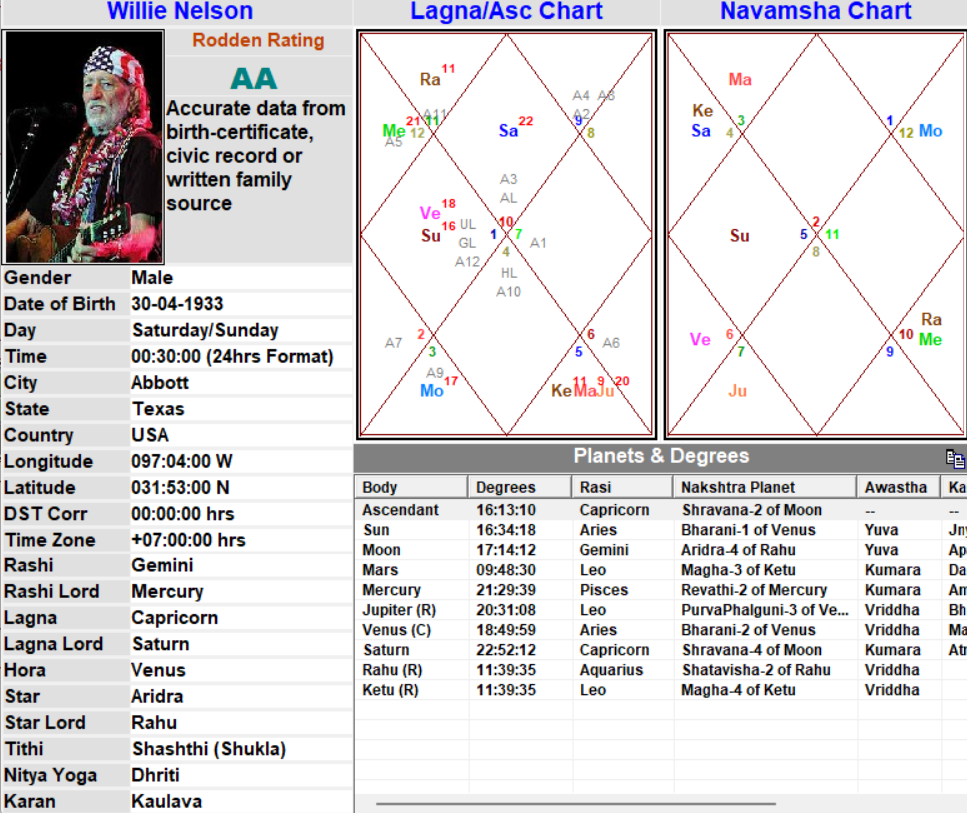 Willie Nelson
Rodden Rating
AA
Accurate data from
birth-certificate,
civic record or
written family
source
Gender Male
Date of Birth 30-04-1933
Day Saturday/Sunday
Time 00:30:00 (24hrs Format)
City Abbott
State Texas
Country USA
Longitude 097:04:00 W
Latitude 031:53:00 N
DST Corr 00:00:00 hrs
Time Zone +07:00:00 hrs
Rashi Gemini
Rashi Lord Mercury
Lagna Capricorn
Lagna Lord Saturn
Hora Venus
Star Aridra
Star Lord Rahu
Tithi Shashthi (Shukla)
Nitya Yoga Dhriti
Karan Kaulava
Lagna/Asc Chart
Ra 11
A4 A8
A11 A2
Me 21 11 Sa 22 9
12 8
A5
A3
AL
Ve 18
10
Su 16 UL 1 7
GL A1
A12 4
HL
A10
2 6
A7 A6
3 5
A9
Mo 17 Ke 11 Ma 9 Ju 20
Navamsha Chart
Ma
Ke
3 1
Sa 4 12 Mo
2
Su 5 11
8
Ra
Ve 6 10 Me
7 9
Ju
Planets & Degrees
Body Degrees Rasi Nakshtra Planet Awastha Ka
Ascendant 16:13:10 Capricorn Shravana-2 of Moon -- --
Sun 16:34:18 Aries Bharani-1 of Venus Yuva Jn
Moon 17:14:12 Gemini Aridra-4 of Rahu Yuva Ap
Mars 09:48:30 Leo Magha-3 of Ketu Kumara Da
Mercury 21:29:39 Pisces Revathi-2 of Mercury Kumara Am
Jupiter (R) 20:31:08 Leo PurvaPhalguni-3 of Ve... Vriddha Bh
Venus (C) 18:49:59 Aries Bharani-2 of Venus Vriddha Ma
Saturn 22:52:12 Capricorn Shravana-4 of Moon Kumara Atr
Rahu (R) 11:39:35 Aquarius Shatavisha-2 of Rahu Vriddha
Ketu (R) 11:39:35 Leo Magha-4 of Ketu Vriddha